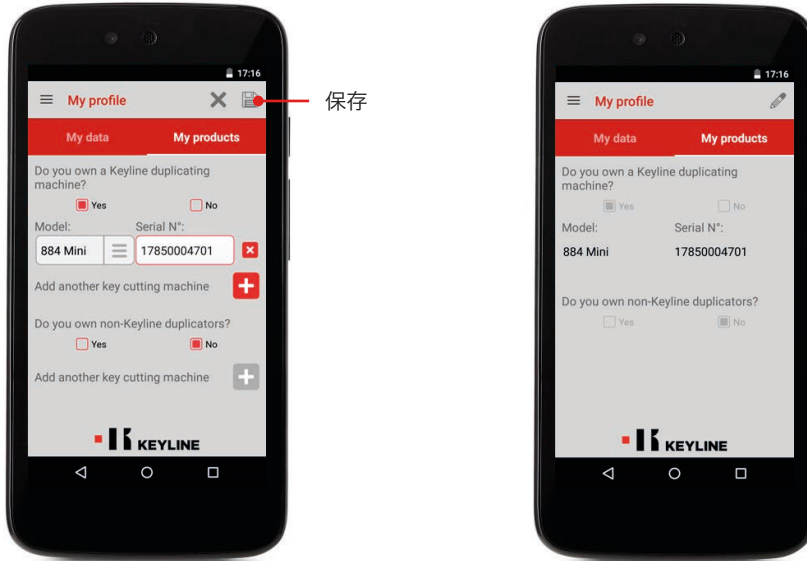 17:16
My profile
保存
My data
My products
Do you own a Keyline duplicating
machine?
Yes
No
Model:
Serial N°:
884 Mini
17850004701
Add another key cutting machine
Do you own non-Keyline duplicators?
Yes
No
Add another key cutting machine
KEYLINE
17:16
My profile
My data
My products
Do you own a Keyline duplicating
machine?
Yes
No
Model:
Serial N°:
884 Mini
17850004701
Do you own non-Keyline duplicators?
Yes
No
KEYLINE